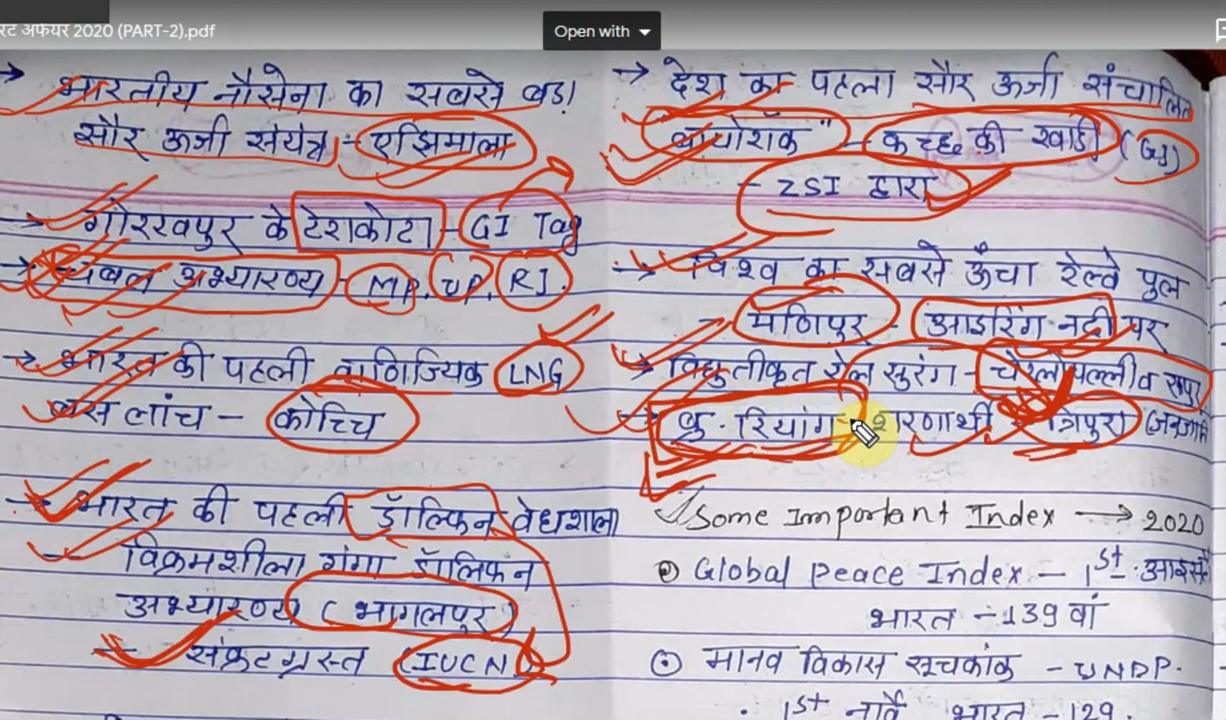 रेट अफेयर 2020 (PART-2).pdf
Open with
→ भारतीय नौसेना का सबसे बड़ा
सौर ऊर्जा संयंत्र :- एझिमाला
→ गोरखपुर के टेराकोटा - GI Tag
→ चंबल अभ्यारण्य - MP. UP. RJ.
→ भारत की पहली वाणिज्यिक LNG
बस लांच - कोच्चि
→ भारत की पहली डॉल्फिन वेधशाला
- विक्रमशीला गंगा डॉलफिन
अभ्यारण्य ( भागलपुर )
संकटग्रस्त (IUCN)
→ देश का पहला सौर ऊर्जा संचालित
बायोरॉक" - कच्छ की खाडी (GJ)
- ZSI द्वारा
→ विश्व का सबसे ऊँचा रेल्वे पुल
- मणिपुर - आइरिंग नदी पर
→ विद्युतीकृत रेल सुरंग - चेरलोपल्ली व रापुर
→ ब्रु. रियांग शरणार्थी - त्रिपुरा (जनजाति
Some Important Index → 2020
Global Peace Index - 1st - आइसलैं
भारत - 139 वां
मानव विकास सूचकांक - UNDP.
. 1st नार्वे भारत - 129.